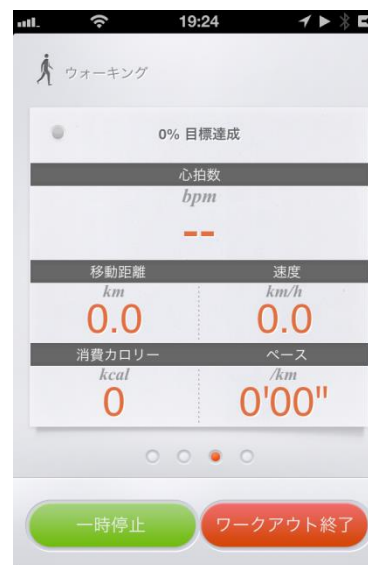 19:24
ウォーキング
0% 目標達成
心拍数
bpm
--
移動距離 速度
km km/h
0.0 0.0
消費カロリー ペース
kcal /km
0 0'00"
一時停止 ワークアウト終了